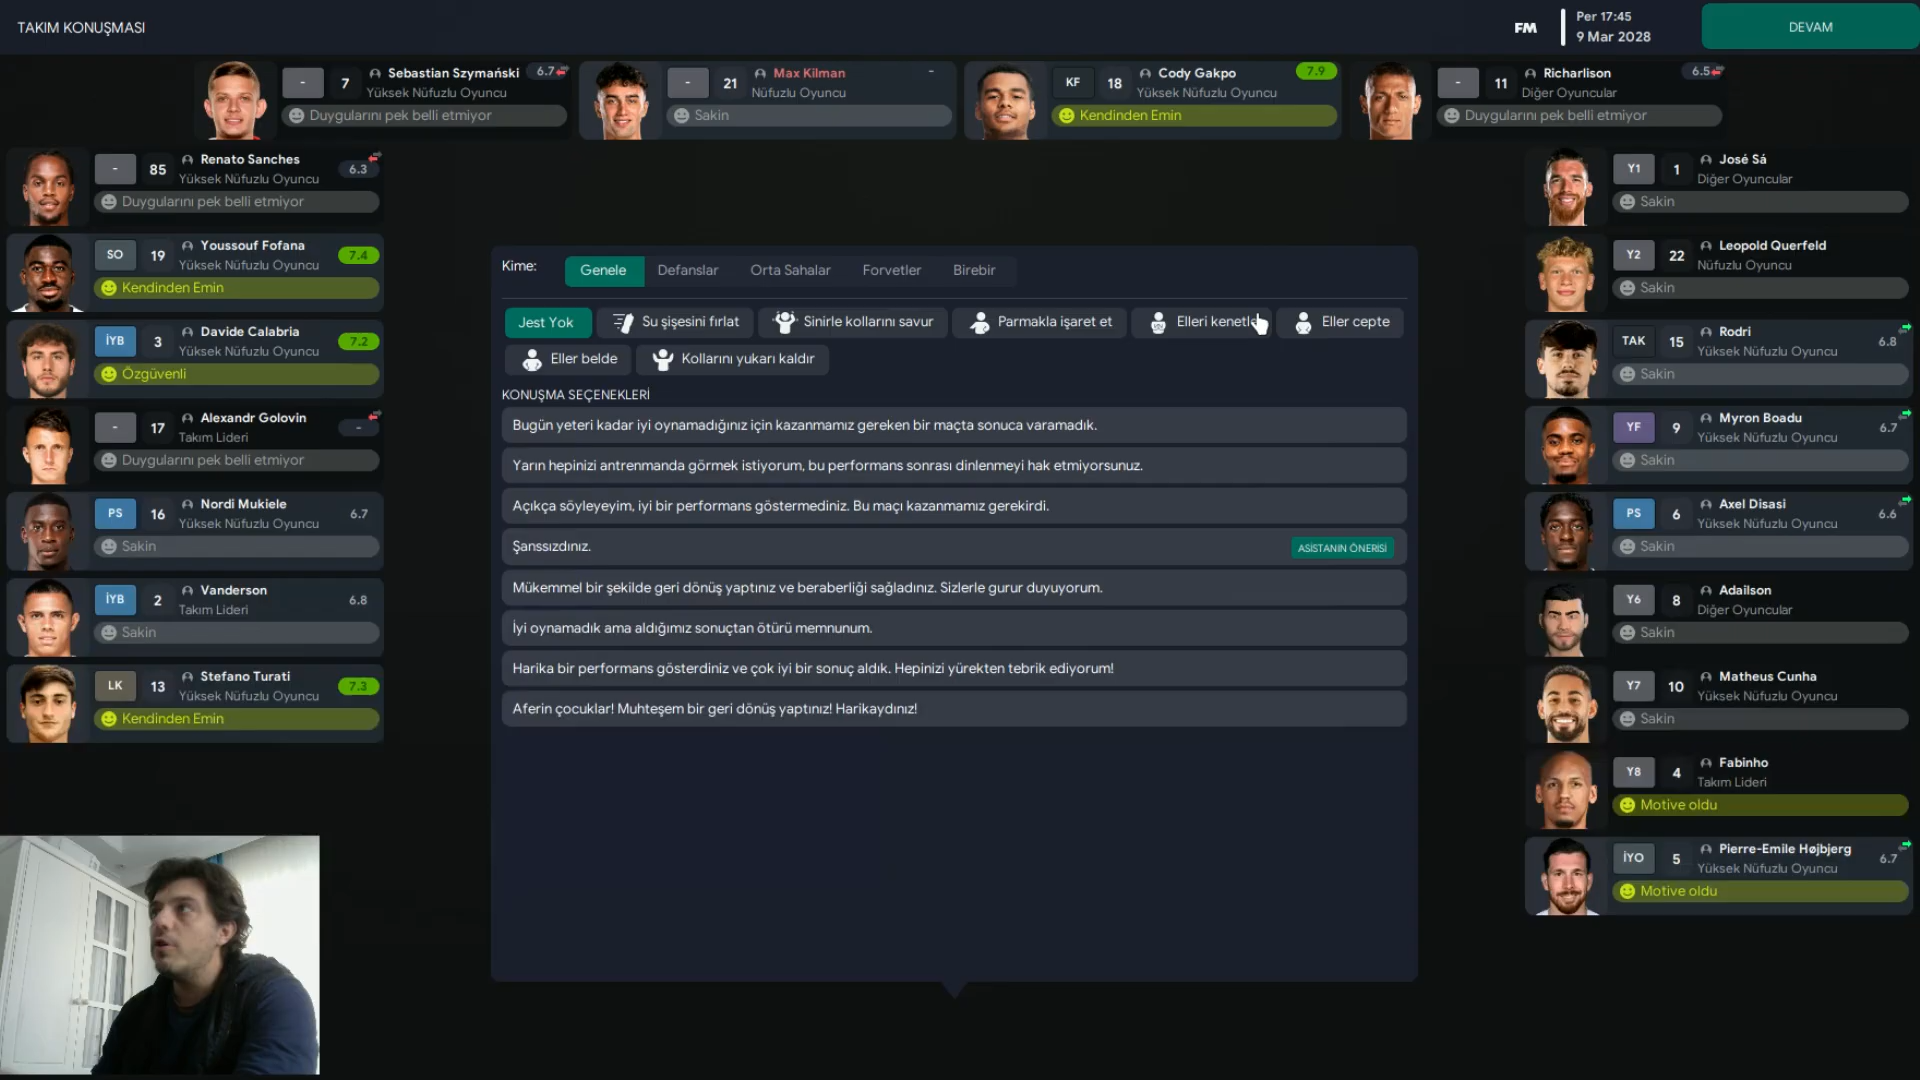 TAKIM KONUŞMASI
FM
Per 17:45
9 Mar 2028
DEVAM
- 7 Sebastian Szymański 6.7
Yüksek Nüfuzlu Oyuncu
Duygularını pek belli etmiyor
- 21 Max Kilman -
Nüfuzlu Oyuncu
Sakin
KF 18 Cody Gakpo 7.9
Yüksek Nüfuzlu Oyuncu
Kendinden Emin
- 11 Richarlison 6.5
Diğer Oyuncular
Duygularını pek belli etmiyor
- 85 Renato Sanches 6.3
Yüksek Nüfuzlu Oyuncu
Duygularını pek belli etmiyor
SO 19 Youssouf Fofana 7.4
Yüksek Nüfuzlu Oyuncu
Kendinden Emin
İYB 3 Davide Calabria 7.2
Yüksek Nüfuzlu Oyuncu
Özgüvenli
- 17 Alexandr Golovin -
Takım Lideri
Duygularını pek belli etmiyor
PS 16 Nordi Mukiele 6.7
Yüksek Nüfuzlu Oyuncu
Sakin
İYB 2 Vanderson 6.8
Takım Lideri
Sakin
LK 13 Stefano Turati 7.3
Yüksek Nüfuzlu Oyuncu
Kendinden Emin
Kime: Genele Defanslar Orta Sahalar Forvetler Birebir
Jest Yok Su şişesini fırlat Sinirle kollarını savur Parmakla işaret et Elleri Eller cepte
Eller belde Kollarını yukarı kaldır
KONUŞMA SEÇENEKLERİ
Bugün yeteri kadar iyi oynamadığınız için kazanmamız gereken bir maçta sonuca varamadık.
Yarın hepinizi antrenmanda görmek istiyorum, bu performans sonrası dinlenmeyi hak etmiyorsunuz.
Açıkça söyleyeyim, iyi bir performans göstermediniz. Bu maçı kazanmamız gerekirdi.
Şanssızdınız. ASİSTANIN ÖNERİSİ
Mükemmel bir şekilde geri dönüş yaptınız ve beraberliği sağladınız. Sizlerle gurur duyuyorum.
İyi oynamadık ama aldığımız sonuçtan ötürü memnunum.
Harika bir performans gösterdiniz ve çok iyi bir sonuç aldık. Hepinizi yürekten tebrik ediyorum!
Aferin çocuklar! Muhteşem bir geri dönüş yaptınız! Harikaydınız!
Y1 1 José Sá
Diğer Oyuncular
Sakin
Y2 22 Leopold Querfeld
Nüfuzlu Oyuncu
Sakin
TAK 15 Rodri 6.8
Yüksek Nüfuzlu Oyuncu
Sakin
YF 9 Myron Boadu 6.7
Yüksek Nüfuzlu Oyuncu
Sakin
PS 6 Axel Disasi 6.6
Yüksek Nüfuzlu Oyuncu
Sakin
Y6 8 Adailson
Diğer Oyuncular
Sakin
Y7 10 Matheus Cunha
Yüksek Nüfuzlu Oyuncu
Sakin
Y8 4 Fabinho
Takım Lideri
Motive oldu
İYO 5 Pierre-Emile Højbjerg 6.7
Yüksek Nüfuzlu Oyuncu
Motive oldu